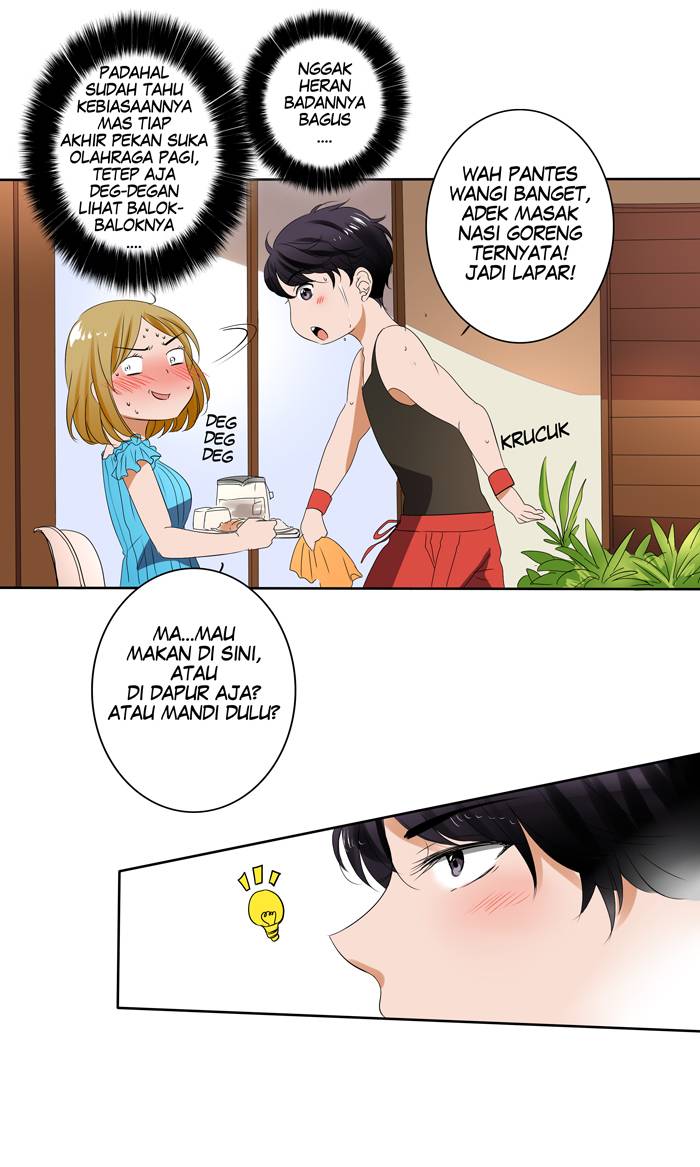 PADAHAL
SUDAH TAHU
KEBIASAANNYA
MAS TIAP
AKHIR PEKAN SUKA
OLAHRAGA PAGI,
TETEP AJA
DEG-DEGAN
LIHAT BALOK-
BALOKNYA
....
NGGAK
HERAN
BADANNYA
BAGUS
....
WAH PANTES
WANGI BANGET,
ADEK MASAK
NASI GORENG
TERNYATA!
JADI LAPAR!
DEG
DEG
DEG
KRUCUK
MA...MAU
MAKAN DI SINI,
ATAU
DI DAPUR AJA?
ATAU MANDI DULU?